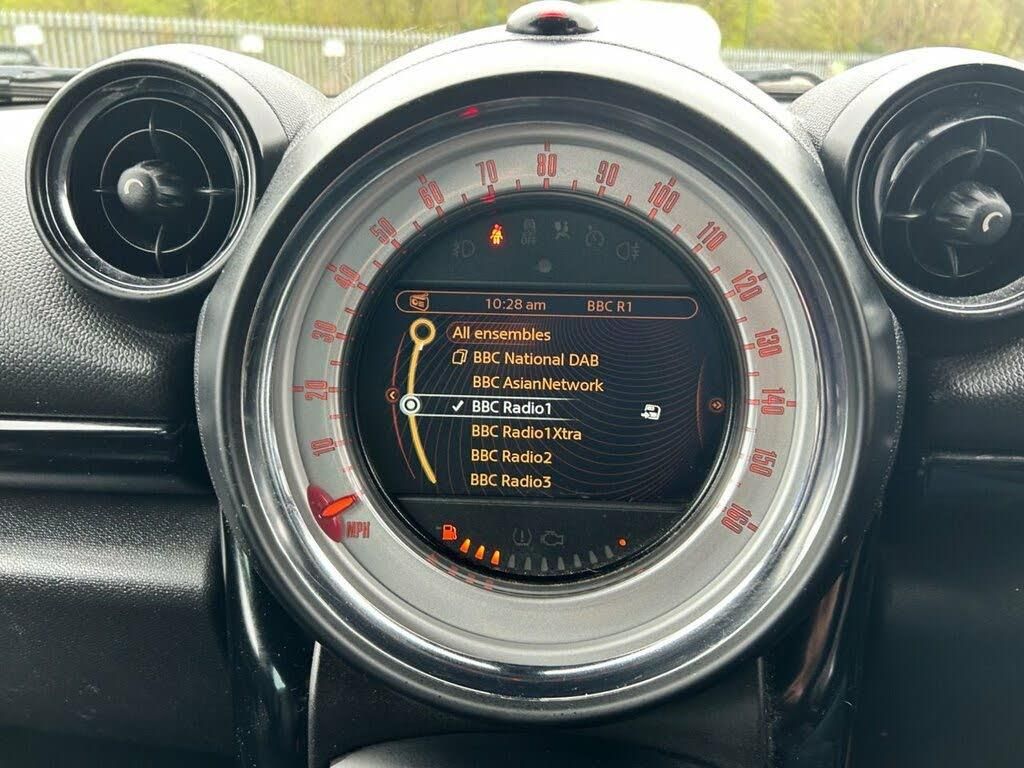 80
70
90
60
100
50
110
40
120
30
130
20
140
10
150
160
MPH
OFF
10:28 am BBC R1
All ensembles
BBC National DAB
BBC AsianNetwork
BBC Radio1
BBC Radio1Xtra
BBC Radio2
BBC Radio3